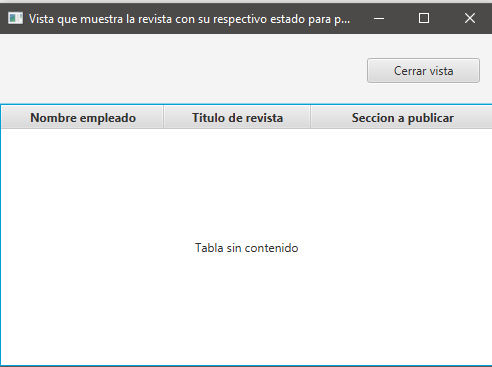 Vista que muestra la revista con su respectivo estado para p...
Cerrar vista
Nombre empleado Titulo de revista Seccion a publicar
Tabla sin contenido